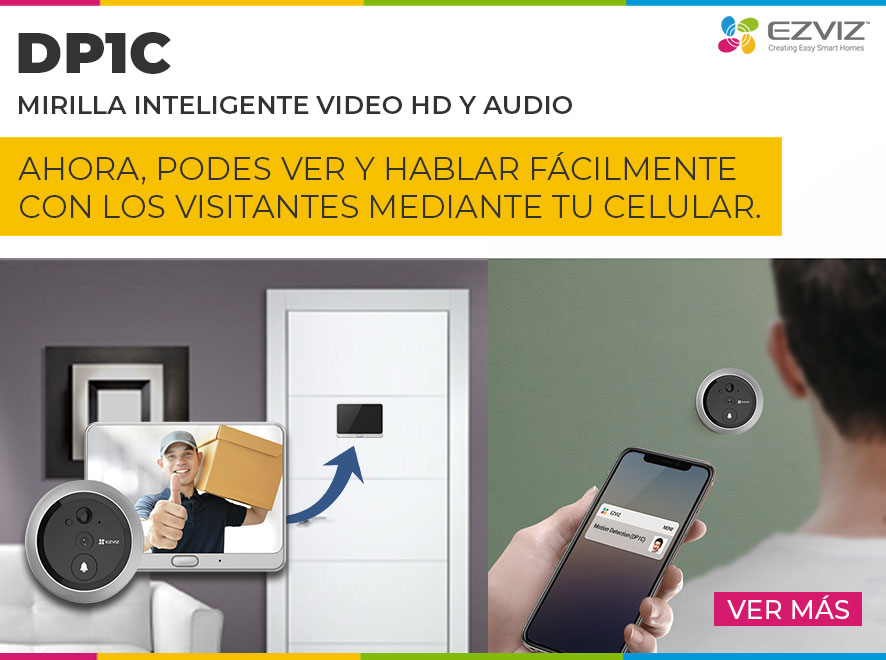 DP1C
EZVIZ™
Creating Easy Smart Homes
MIRILLA INTELIGENTE VIDEO HD Y AUDIO
AHORA, PODES VER Y HABLAR FÁCILMENTE
CON LOS VISITANTES MEDIANTE TU CELULAR.
EZVIZ
EZVIZ
EZVIZ NOW
Motion Detection (DP1C)
VER MÁS